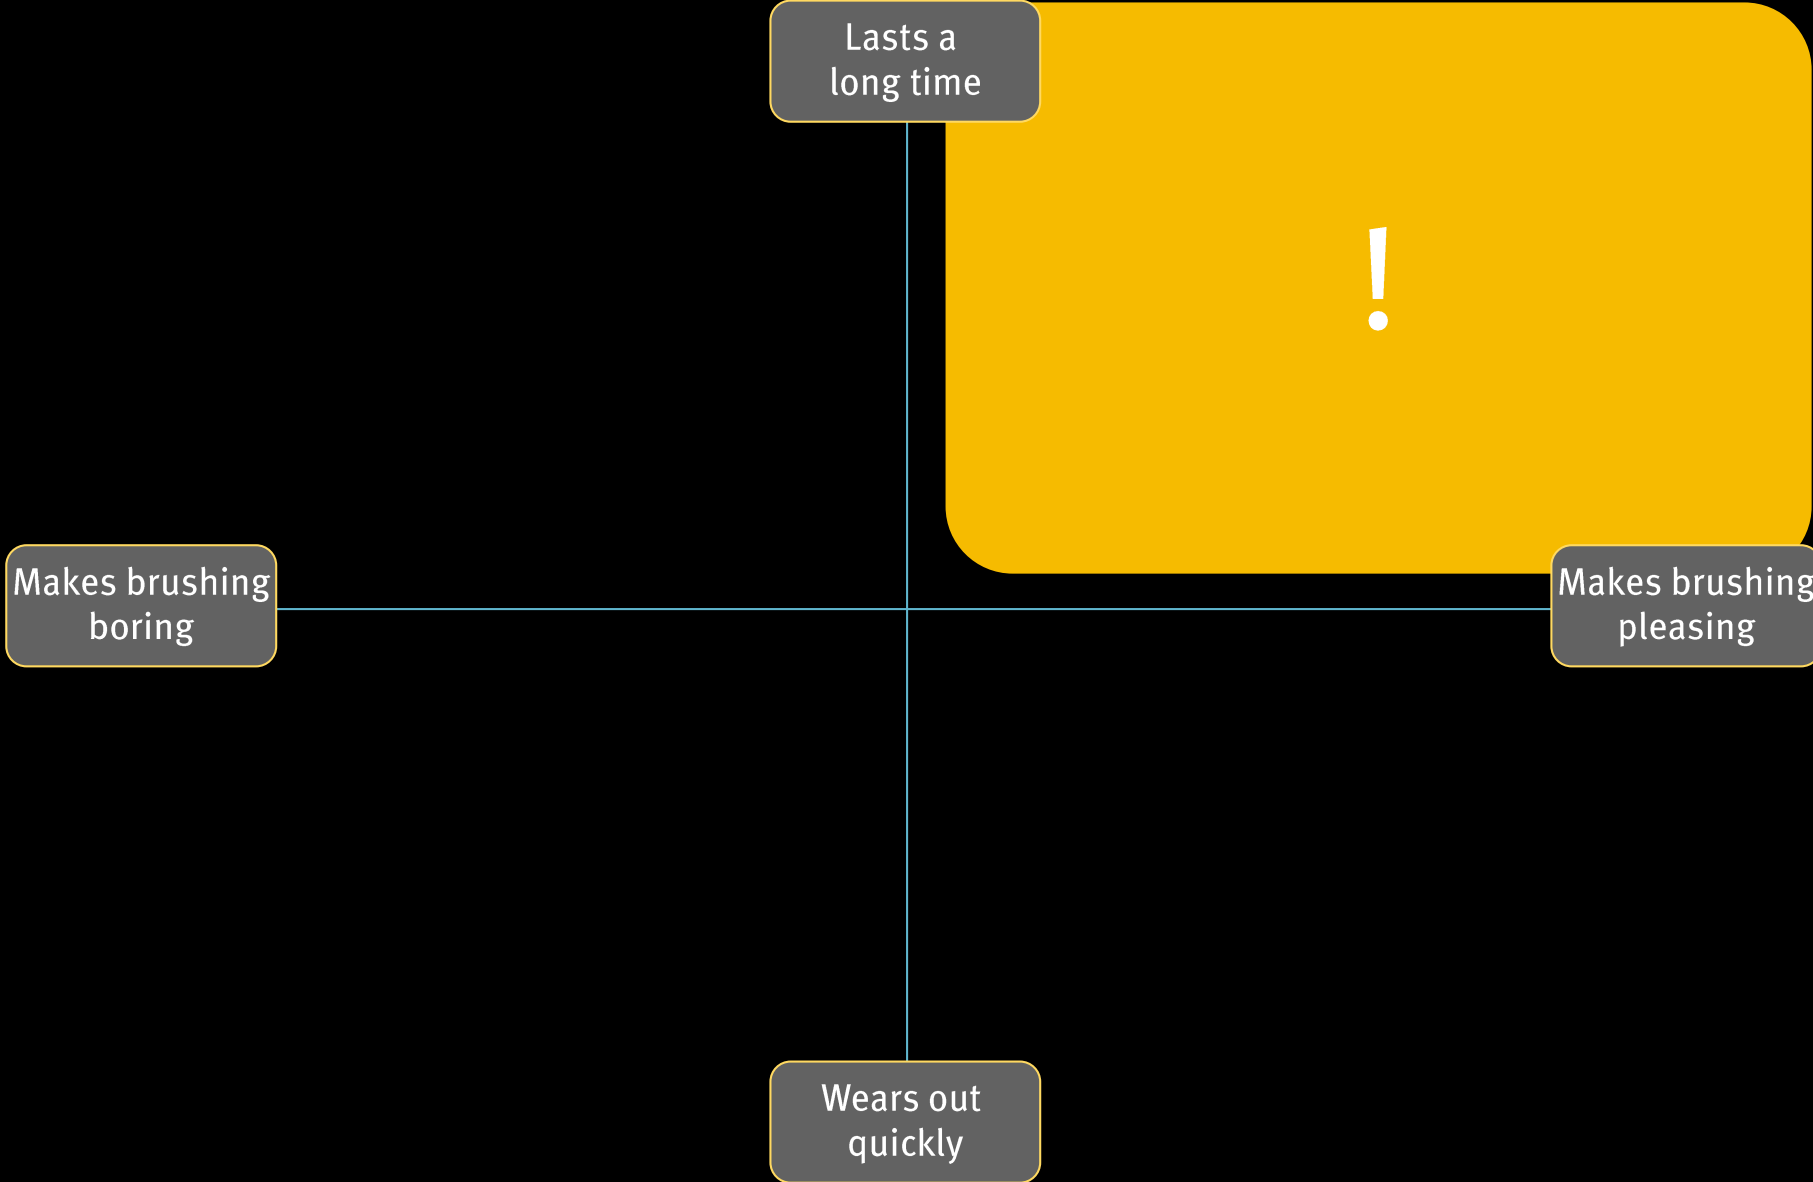 Lasts a
long time
!
Makes brushing
boring
Makes brushing
pleasing
Wears out
quickly